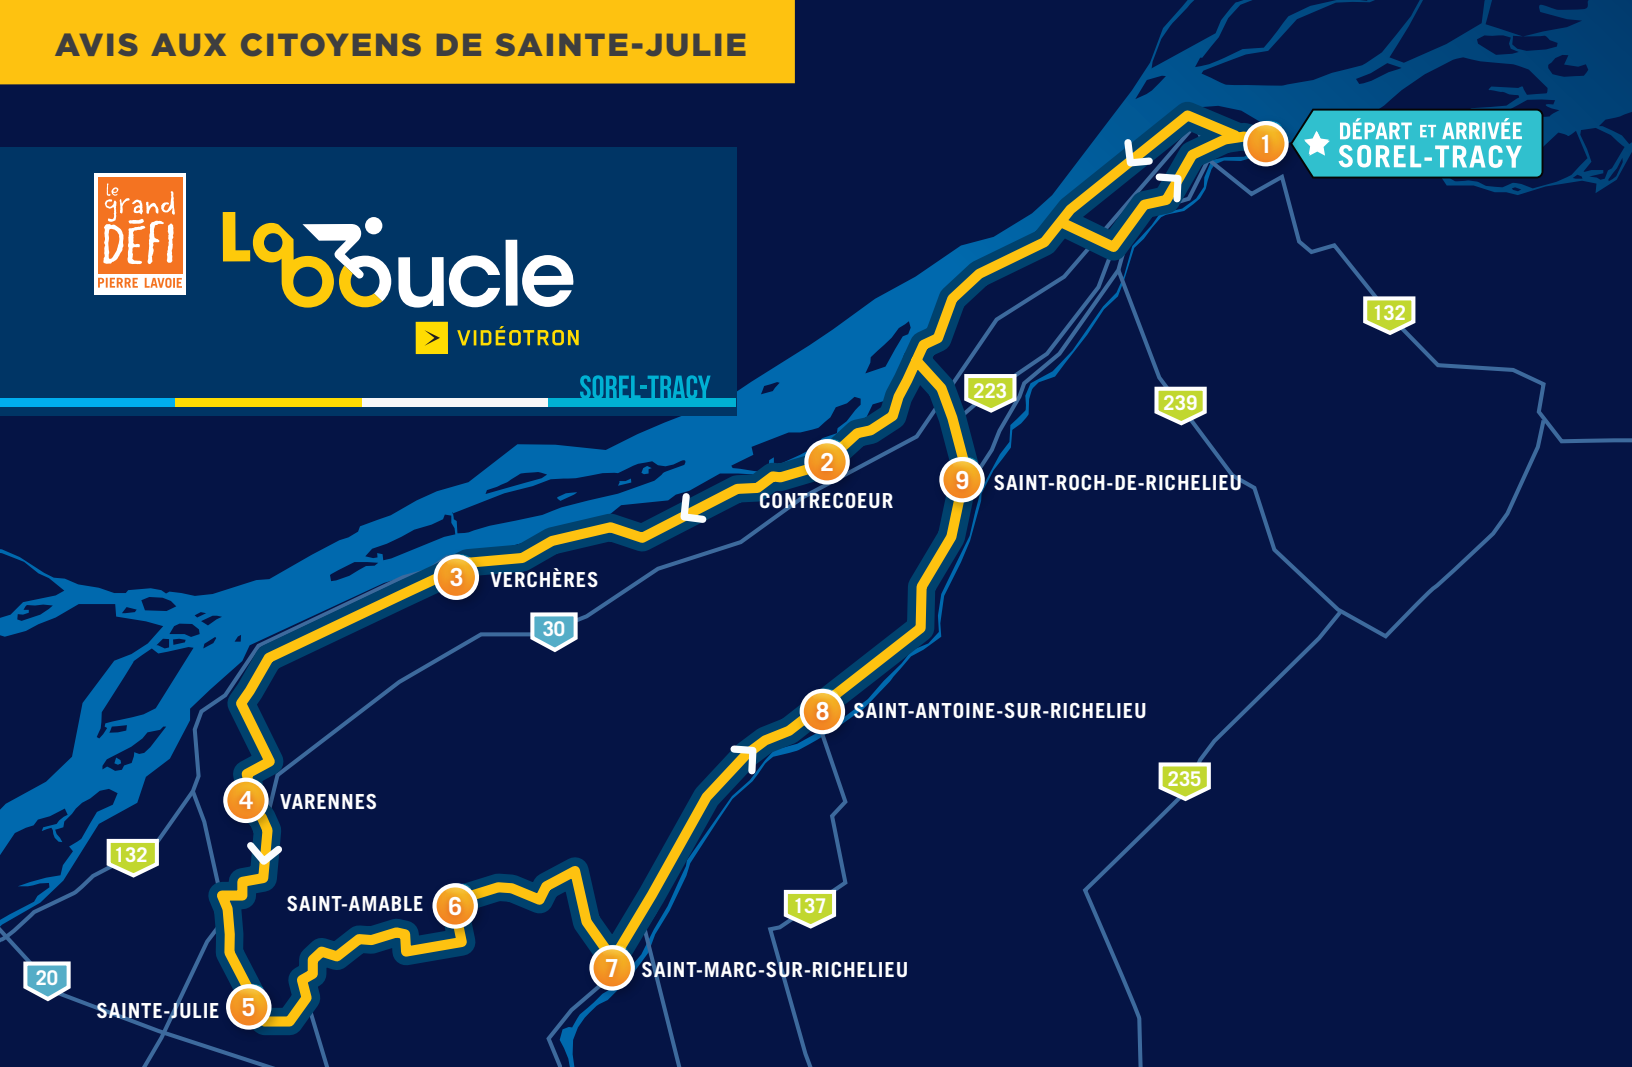 AVIS AUX CITOYENS DE SAINTE-JULIE
le
grand
DÉFI
PIERRE LAVOIE
La boucle
VIDÉOTRON
SOREL-TRACY
1
DÉPART ET ARRIVÉE
SOREL-TRACY
132
223
239
2
CONTRECOEUR
9
SAINT-ROCH-DE-RICHELIEU
3
VERCHÈRES
30
8
SAINT-ANTOINE-SUR-RICHELIEU
235
4
VARENNES
132
SAINT-AMABLE
6
137
7
SAINT-MARC-SUR-RICHELIEU
20
SAINTE-JULIE
5